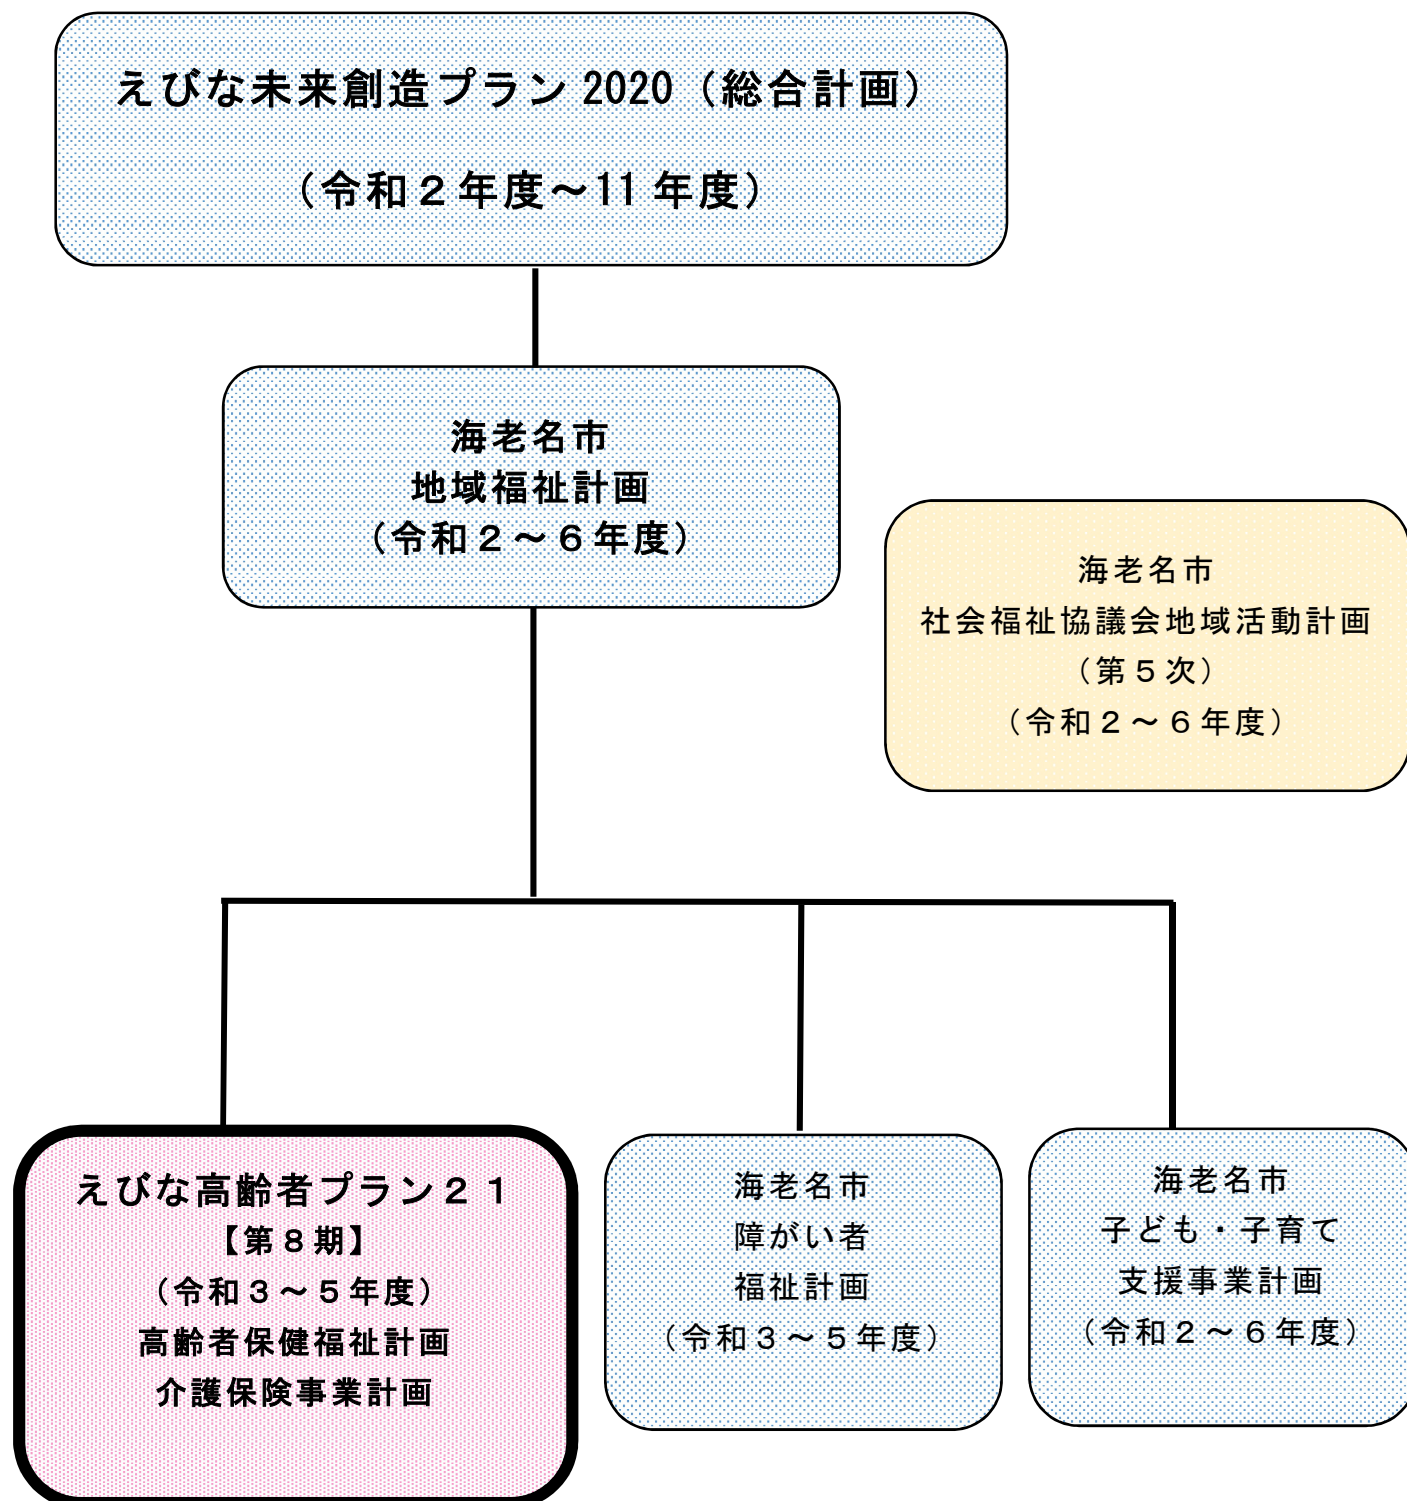 えびな未来創造プラン2020（総合計画）
（令和２年度～11年度）
海老名市
地域福祉計画
（令和２～６年度）
海老名市
社会福祉協議会地域活動計画
（第５次）
（令和２～６年度）
えびな高齢者プラン２１
【第８期】
（令和３～５年度）
高齢者保健福祉計画
介護保険事業計画
海老名市
障がい者
福祉計画
（令和３～５年度）
海老名市
子ども・子育て
支援事業計画
（令和２～６年度）